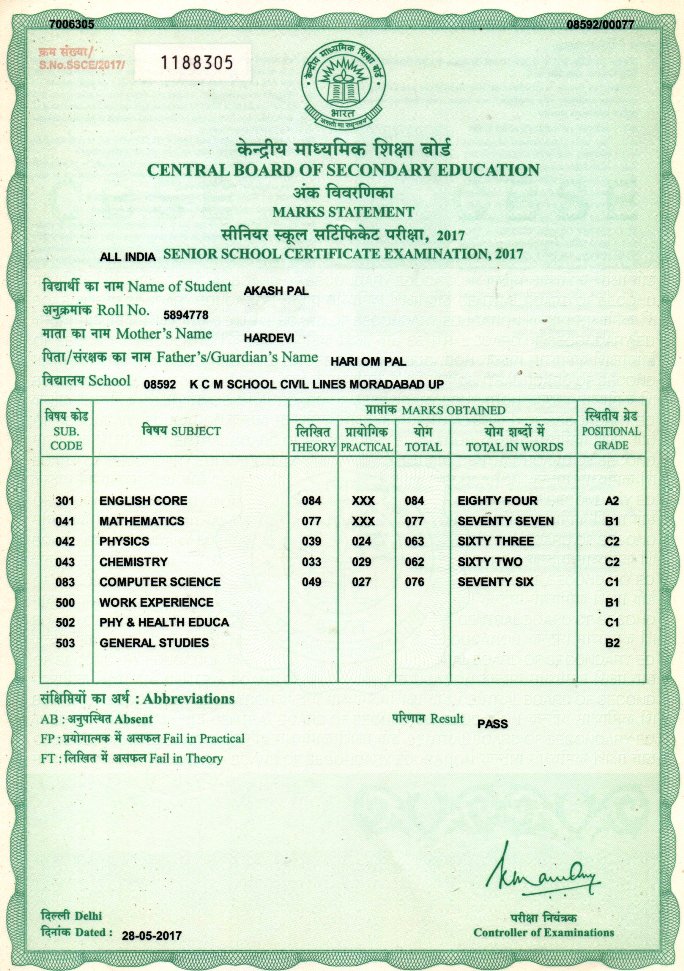 7006305 08592/00077
क्रम संख्या/
S.No.SSCE/2017/ 1188305
केन्द्रीय माध्यमिक शिक्षा बोर्ड
भारत
केन्द्रीय माध्यमिक शिक्षा बोर्ड
CENTRAL BOARD OF SECONDARY EDUCATION
अंक विवरणिका
MARKS STATEMENT
सीनियर स्कूल सर्टिफिकेट परीक्षा, 2017
ALL INDIA SENIOR SCHOOL CERTIFICATE EXAMINATION, 2017
विद्यार्थी का नाम Name of Student AKASH PAL
अनुक्रमांक Roll No. 5894778
माता का नाम Mother's Name HARDEVI
पिता/संरक्षक का नाम Father's/Guardian's Name HARI OM PAL
विद्यालय School 08592 K C M SCHOOL CIVIL LINES MORADABAD UP
विषय कोड SUB. CODE विषय SUBJECT प्राप्तांक MARKS OBTAINED स्थितीय ग्रेड POSITIONAL GRADE
लिखित THEORY प्रायोगिक PRACTICAL योग TOTAL योग शब्दों में TOTAL IN WORDS
301 ENGLISH CORE 084 XXX 084 EIGHTY FOUR A2
041 MATHEMATICS 077 XXX 077 SEVENTY SEVEN B1
042 PHYSICS 039 024 063 SIXTY THREE C2
043 CHEMISTRY 033 029 062 SIXTY TWO C2
083 COMPUTER SCIENCE 049 027 076 SEVENTY SIX C1
500 WORK EXPERIENCE B1
502 PHY & HEALTH EDUCA C1
503 GENERAL STUDIES B2
संक्षिप्तियों का अर्थ : Abbreviations
AB : अनुपस्थित Absent परिणाम Result PASS
FP : प्रयोगात्मक में असफल Fail in Practical
FT : लिखित में असफल Fail in Theory
दिल्ली Delhi परीक्षा नियंत्रक
दिनांक Dated : 28-05-2017 Controller of Examinations